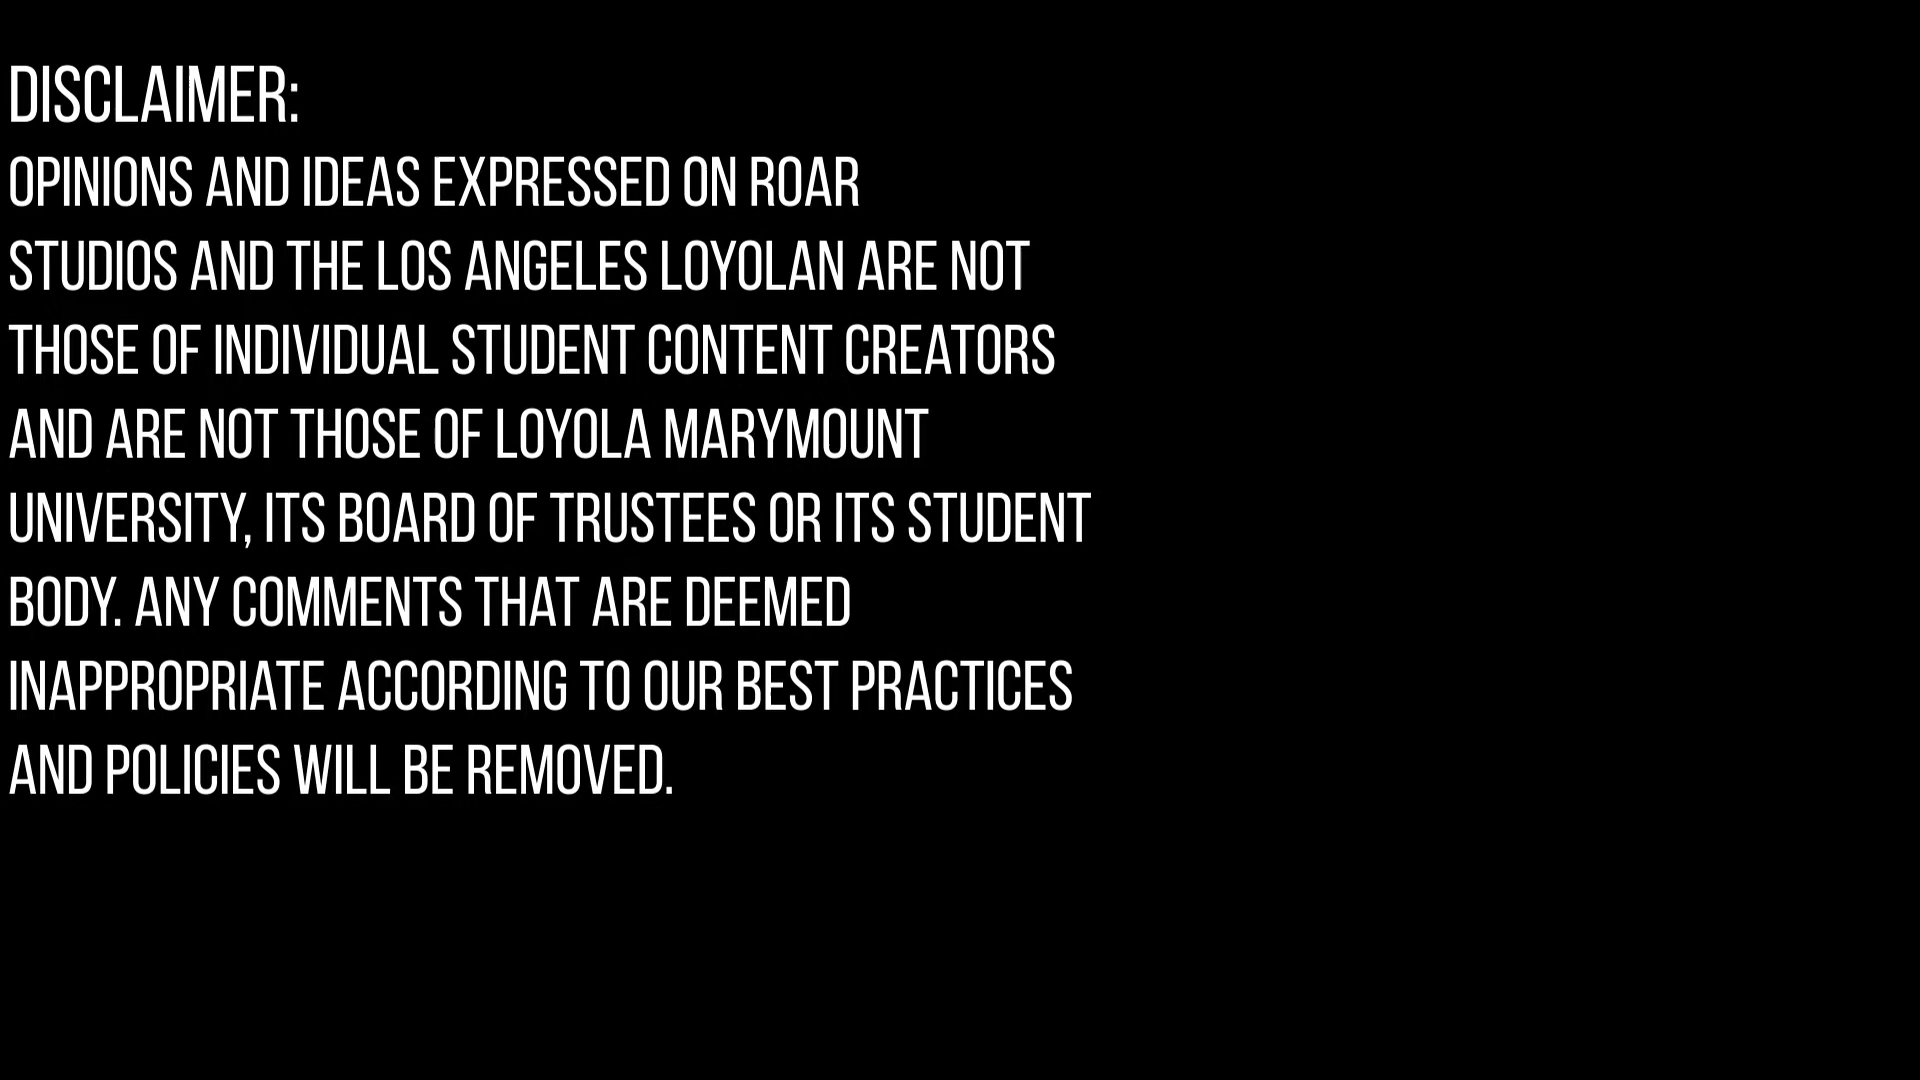 DISCLAIMER:
OPINIONS AND IDEAS EXPRESSED ON ROAR
STUDIOS AND THE LOS ANGELES LOYOLAN ARE NOT
THOSE OF INDIVIDUAL STUDENT CONTENT CREATORS
AND ARE NOT THOSE OF LOYOLA MARYMOUNT
UNIVERSITY, ITS BOARD OF TRUSTEES OR ITS STUDENT
BODY. ANY COMMENTS THAT ARE DEEMED
INAPPROPRIATE ACCORDING TO OUR BEST PRACTICES
AND POLICIES WILL BE REMOVED.